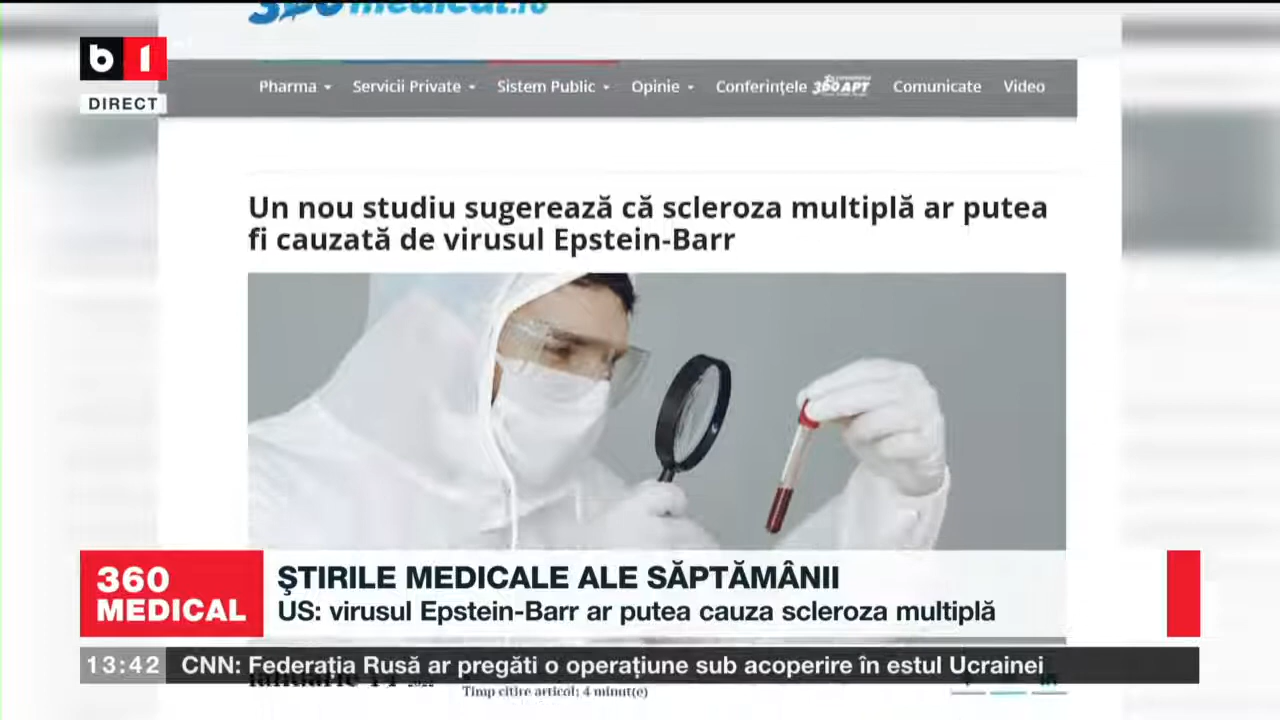 360medical.ro
b1
DIRECT
Pharma Servicii Private Sistem Public Opinie Conferințele 360 APT Comunicate Video
Un nou studiu sugerează că scleroza multiplă ar putea
fi cauzată de virusul Epstein-Barr
360
MEDICAL
ŞTIRILE MEDICALE ALE SĂPTĂMÂNII
US: virusul Epstein-Barr ar putea cauza scleroza multiplă
13:42 CNN: Federația Rusă ar pregăti o operațiune sub acoperire în estul Ucrainei
Timp citire articol: 4 minut(e)